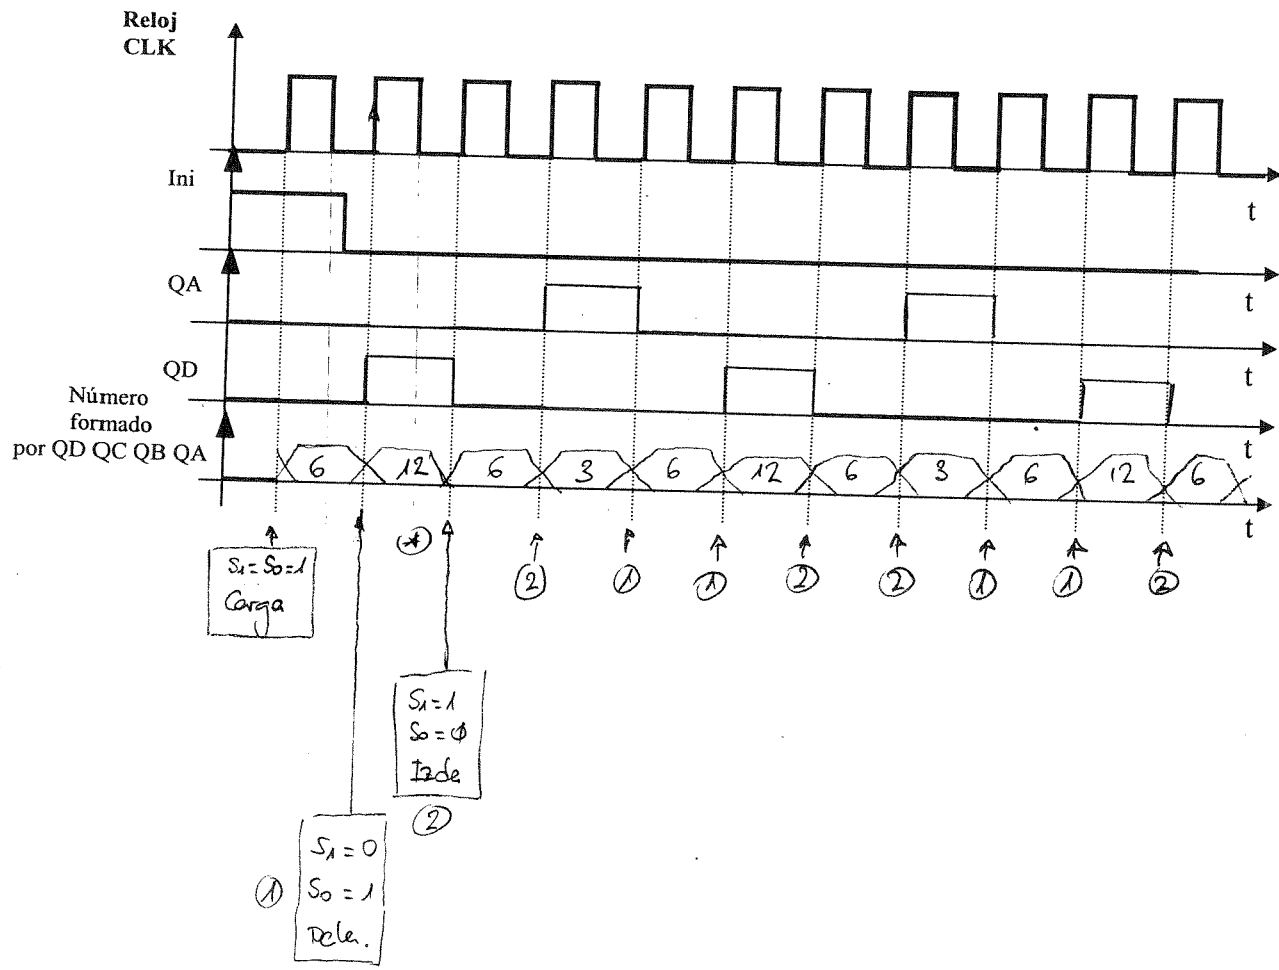 Reloj
CLK
Ini
t
QA
t
QD
t
Número
formado
por QD QC QB QA
6 12 6 3 6 12 6 3 6 12 6
t
t
S1=S0=1
Carga
*
2 1 1 2 2 1 1 2
S1=1
S0=0
Izda
2
1
S1=0
S0=1
Dcha.